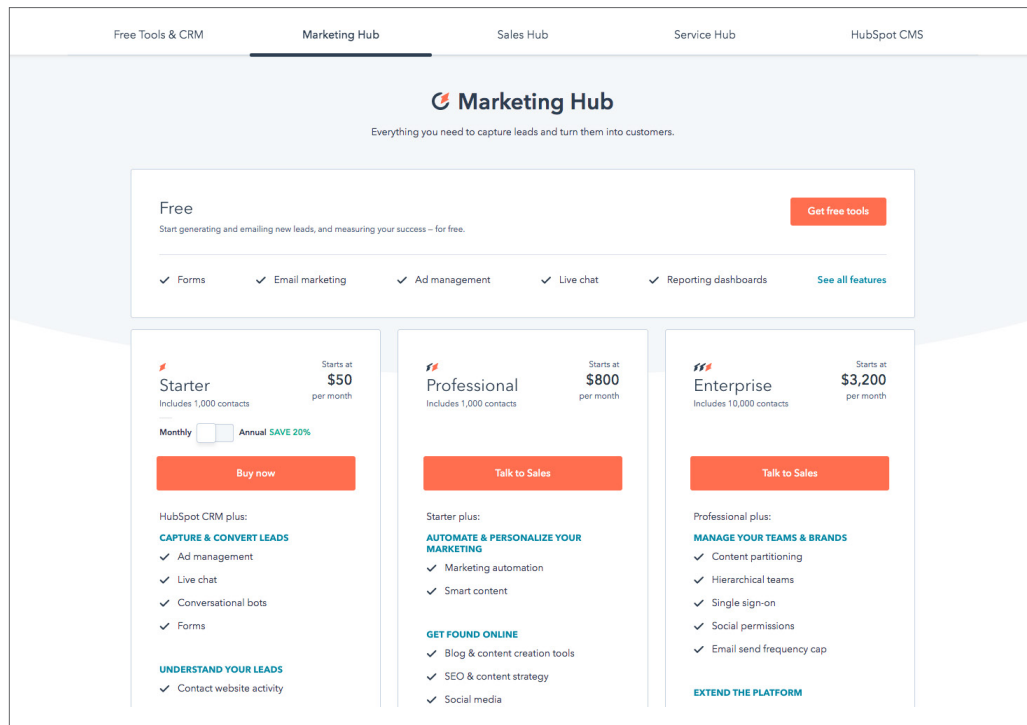 Free Tools & CRM
Marketing Hub
Sales Hub
Service Hub
HubSpot CMS
Marketing Hub
Everything you need to capture leads and turn them into customers.
Free
Get free tools
Start generating and emailing new leads, and measuring your success – for free.
Forms
Email marketing
Ad management
Live chat
Reporting dashboards
See all features
Starter
Includes 1,000 contacts
Starts at
$50
per month
Monthly
Annual SAVE 20%
Buy now
HubSpot CRM plus:
CAPTURE & CONVERT LEADS
Ad management
Live chat
Conversational bots
Forms
UNDERSTAND YOUR LEADS
Contact website activity
Professional
Includes 1,000 contacts
Starts at
$800
per month
Talk to Sales
Starter plus:
AUTOMATE & PERSONALIZE YOUR
MARKETING
Marketing automation
Smart content
GET FOUND ONLINE
Blog & content creation tools
SEO & content strategy
Social media
Enterprise
Includes 10,000 contacts
Starts at
$3,200
per month
Talk to Sales
Professional plus:
MANAGE YOUR TEAMS & BRANDS
Content partitioning
Hierarchical teams
Single sign-on
Social permissions
Email send frequency cap
EXTEND THE PLATFORM